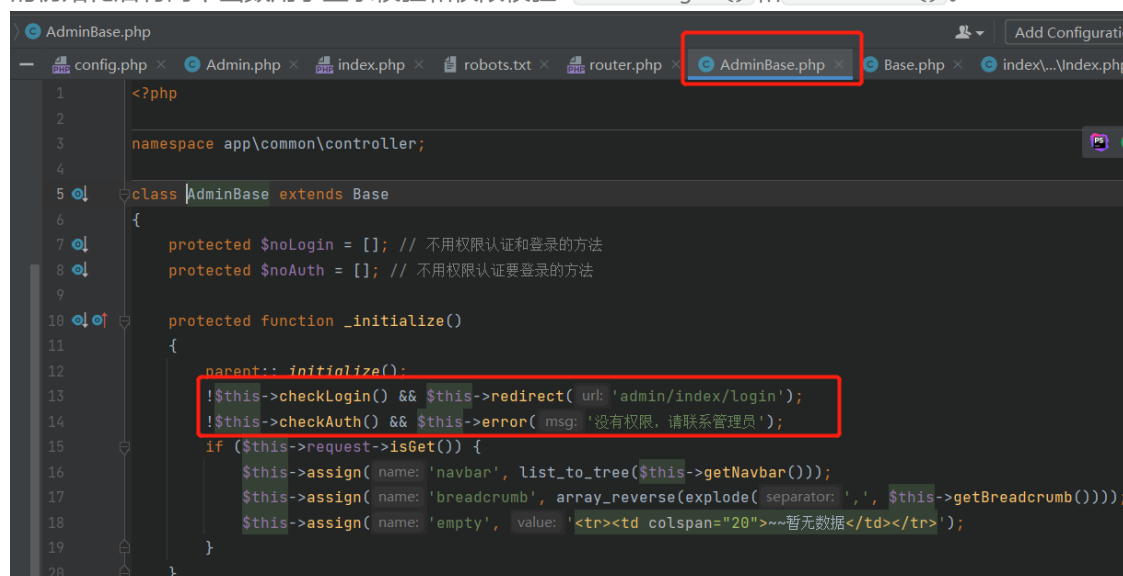 AdminBase.php
Add Configurati
config.php × Admin.php × index.php × robots.txt × router.php × AdminBase.php × Base.php × index\...\Index.php
1 <?php
2
3 namespace app\common\controller;
4
5 class AdminBase extends Base
6 {
7 protected $noLogin = []; // 不用权限认证和登录的方法
8 protected $noAuth = []; // 不用权限认证要登录的方法
9
10 protected function _initialize()
11 {
12 parent::_initialize();
13 !$this->checkLogin() && $this->redirect( url: 'admin/index/login');
14 !$this->checkAuth() && $this->error( msg: '没有权限，请联系管理员');
15 if ($this->request->isGet()) {
16 $this->assign( name: 'navbar', list_to_tree($this->getNavbar()));
17 $this->assign( name: 'breadcrumb', array_reverse(explode( separator: ',', $this->getBreadcrumb())));
18 $this->assign( name: 'empty', value: '<tr><td colspan="20">~~暂无数据</td></tr>');
19 }
20 }